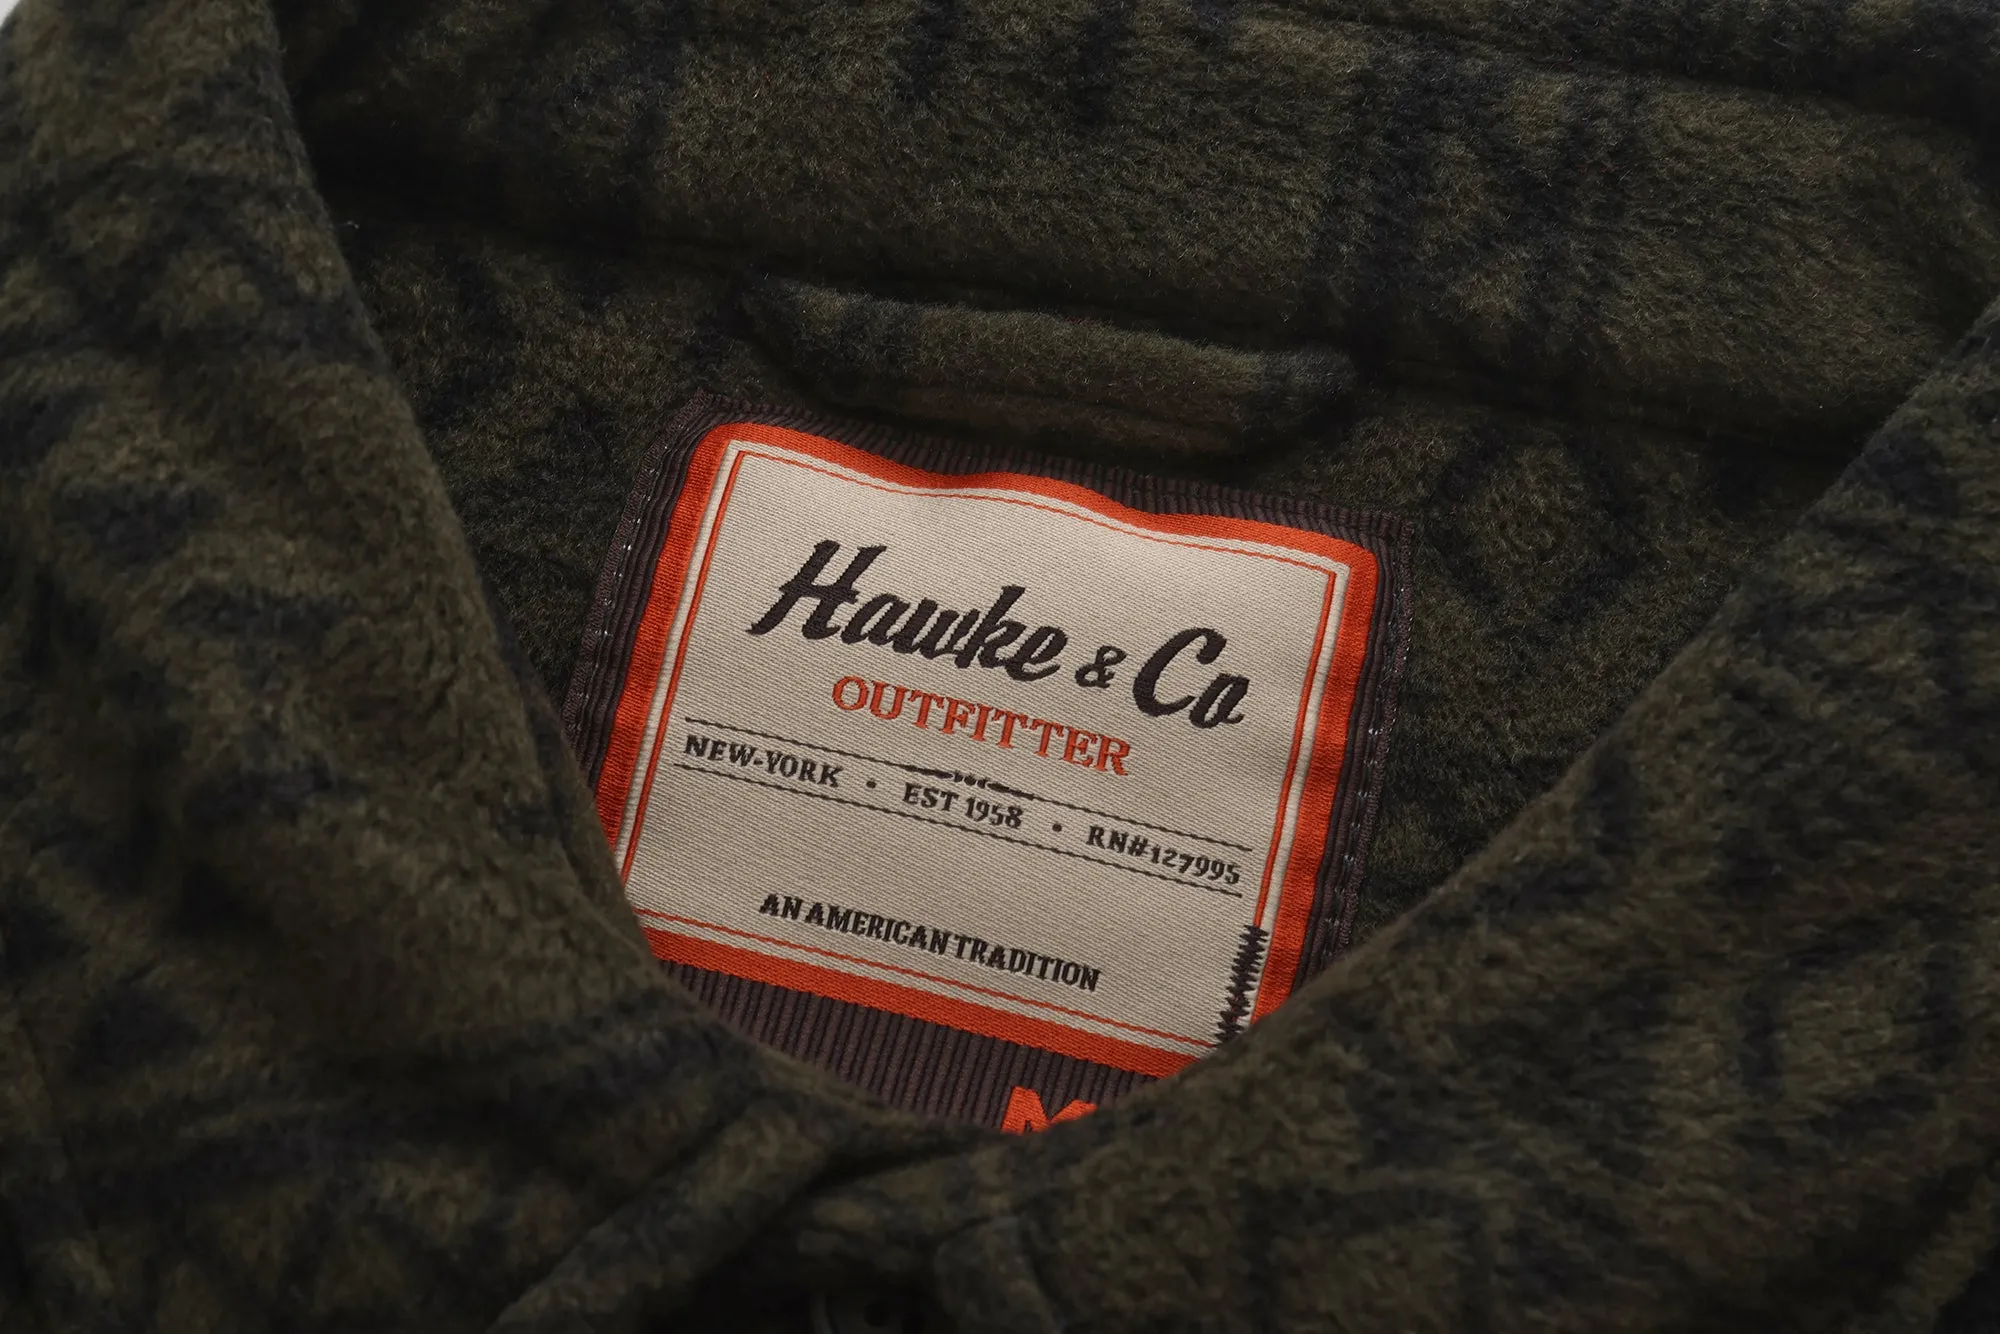 Hawke & Co
OUTFITTER
NEW-YORK • EST 1958 • RN#127995
AN AMERICAN TRADITION
M